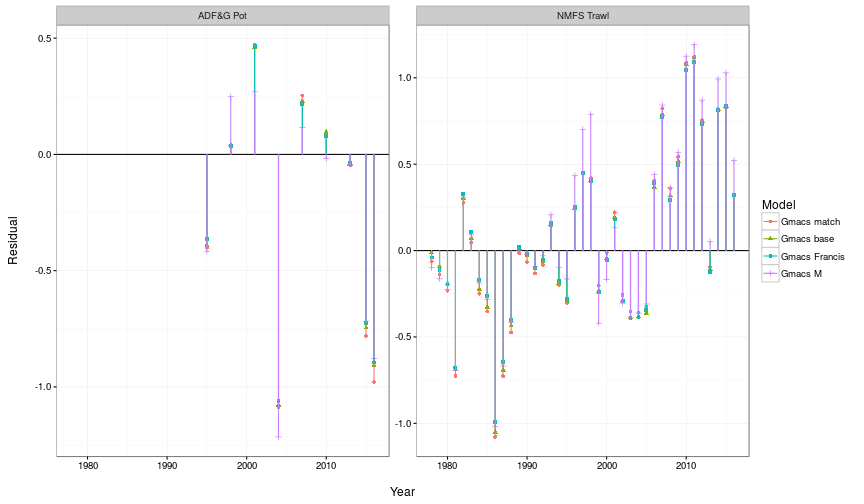 ADF&G Pot
NMFS Trawl
0.5
0.0
-0.5
-1.0
1.0
0.5
0.0
-0.5
-1.0
1980
1990
2000
2010
1980
1990
2000
2010
Residual
Year
Model
Gmacs match
Gmacs base
Gmacs Francis
Gmacs M